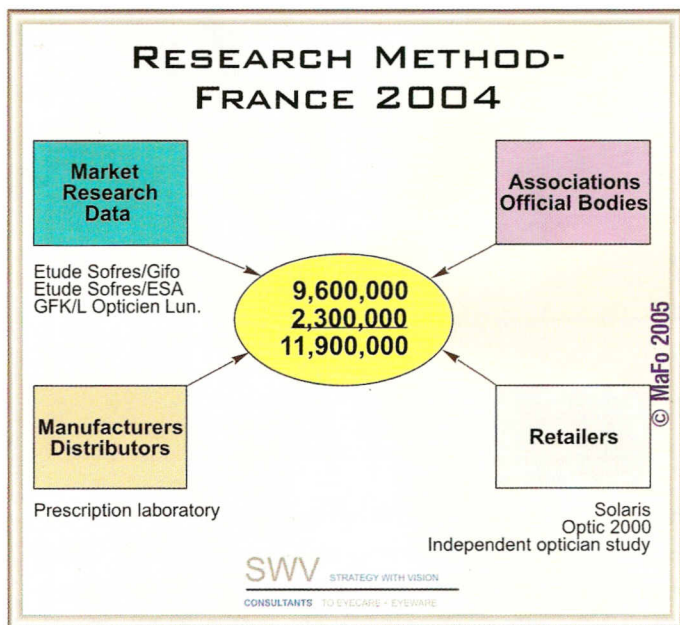 RESEARCH METHOD-
FRANCE 2004
Market
Research
Data
Associations
Official Bodies
Etude Sofres/Gifo
Etude Sofres/ESA
GFK/L Opticien Lun.
9,600,000
2,300,000
11,900,000
© MaFo 2005
Manufacturers
Distributors
Retailers
Prescription laboratory
Solaris
Optic 2000
Independent optician study
SWV STRATEGY WITH VISION
CONSULTANTS TO EYECARE - EYEWARE